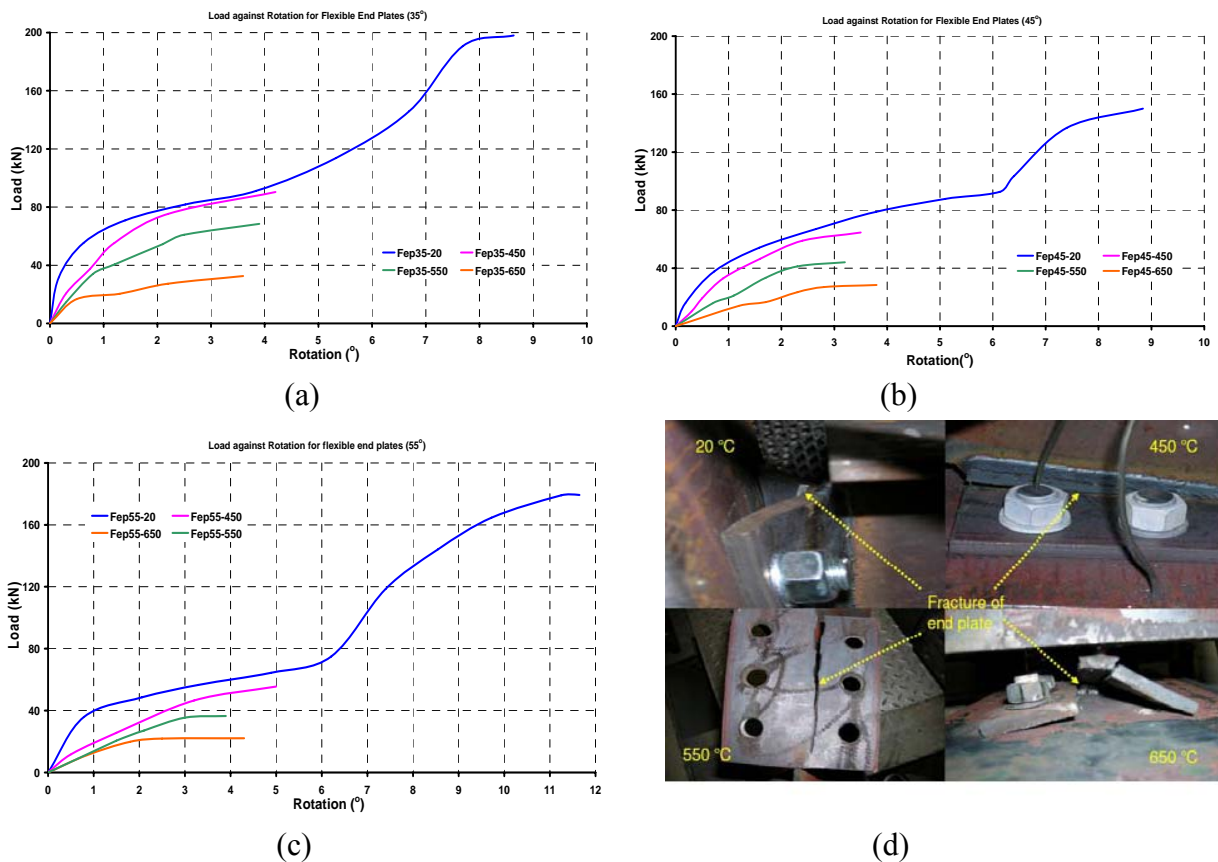 Load against Rotation for Flexible End Plates (35°)
Load (kN)
200
160
120
80
40
0
Fep35-20 Fep35-450
Fep35-550 Fep35-650
0 1 2 3 4 5 6 7 8 9 10
Rotation (°)
(a)
Load against Rotation for Flexible End Plates (45°)
Load (kN)
200
160
120
80
40
0
Fep45-20 Fep45-450
Fep45-550 Fep45-650
0 1 2 3 4 5 6 7 8 9 10
Rotation(°)
(b)
Load against Rotation for flexible end plates (55°)
Load (kN)
200
160
120
80
40
0
Fep55-20 Fep55-450
Fep55-650 Fep55-550
0 1 2 3 4 5 6 7 8 9 10 11 12
Rotation (°)
(c)
20 °C
450 °C
Fracture of
end plate
550 °C
650 °C
(d)